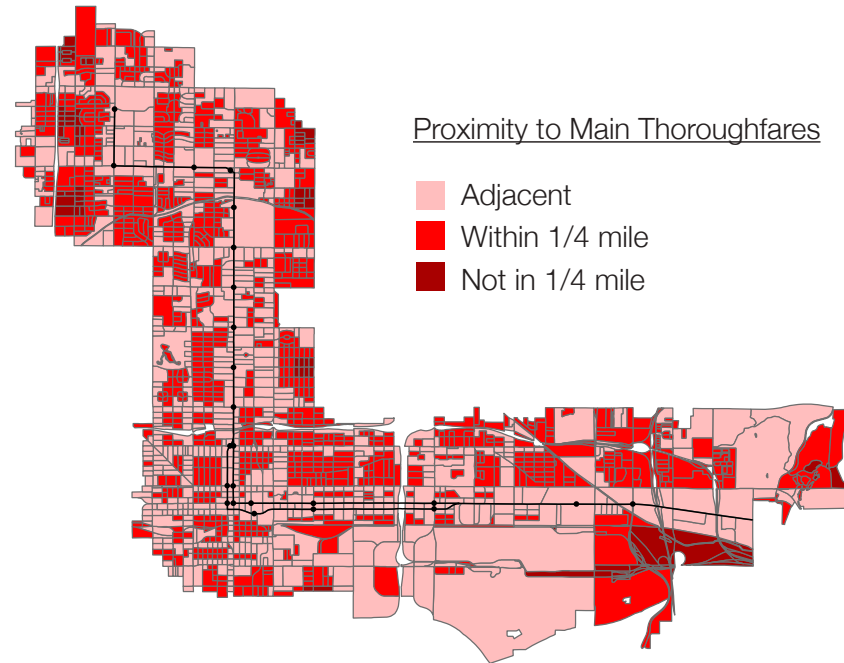 Proximity to Main Thoroughfares
Adjacent
Within 1/4 mile
Not in 1/4 mile